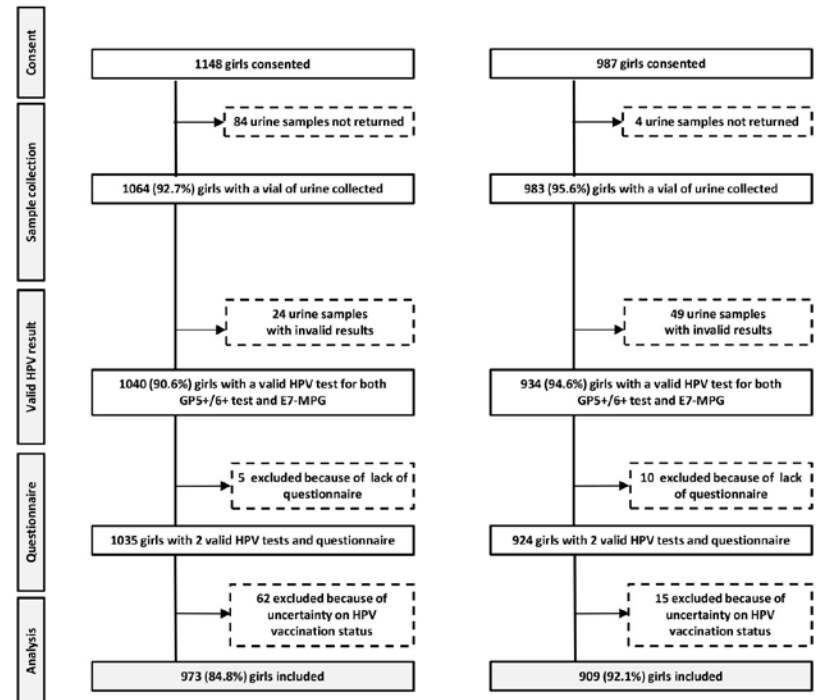 Consent
1148 girls consented
987 girls consented
Sample collection
84 urine samples not returned
4 urine samples not returned
1064 (92.7%) girls with a vial of urine collected
983 (95.6%) girls with a vial of urine collected
Valid HPV result
24 urine samples
with invalid results
49 urine samples
with invalid results
1040 (90.6%) girls with a valid HPV test for both
GP5+/6+ test and E7-MPG
934 (94.6%) girls with a valid HPV test for both
GP5+/6+ test and E7-MPG
Questionnaire
5 excluded because of lack of
questionnaire
10 excluded because of lack
of questionnaire
1035 girls with 2 valid HPV tests and questionnaire
924 girls with 2 valid HPV tests and questionnaire
Analysis
62 excluded because of
uncertainty on HPV
vaccination status
15 excluded because of
uncertainty on HPV
vaccination status
973 (84.8%) girls included
909 (92.1%) girls included